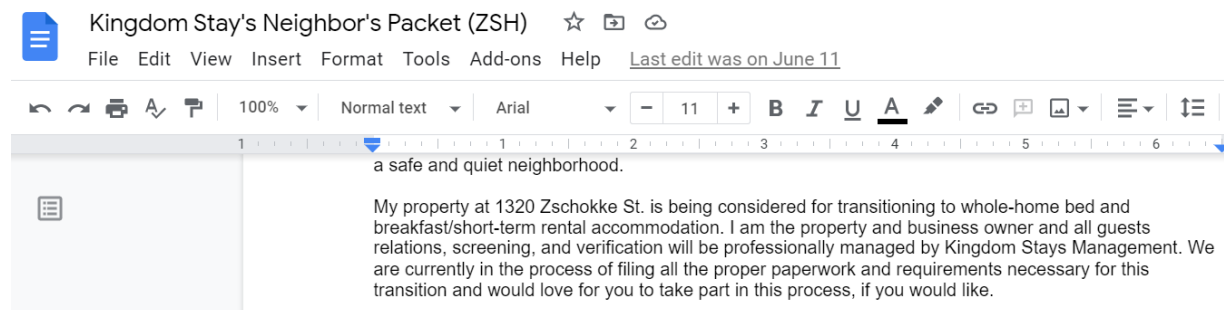 Kingdom Stay's Neighbor's Packet (ZSH)
File Edit View Insert Format Tools Add-ons Help Last edit was on June 11
100% Normal text Arial - 11 + B I U A
1 1 2 3 4 5 6
a safe and quiet neighborhood.
My property at 1320 Zschokke St. is being considered for transitioning to whole-home bed and
breakfast/short-term rental accommodation. I am the property and business owner and all guests
relations, screening, and verification will be professionally managed by Kingdom Stays Management. We
are currently in the process of filing all the proper paperwork and requirements necessary for this
transition and would love for you to take part in this process, if you would like.